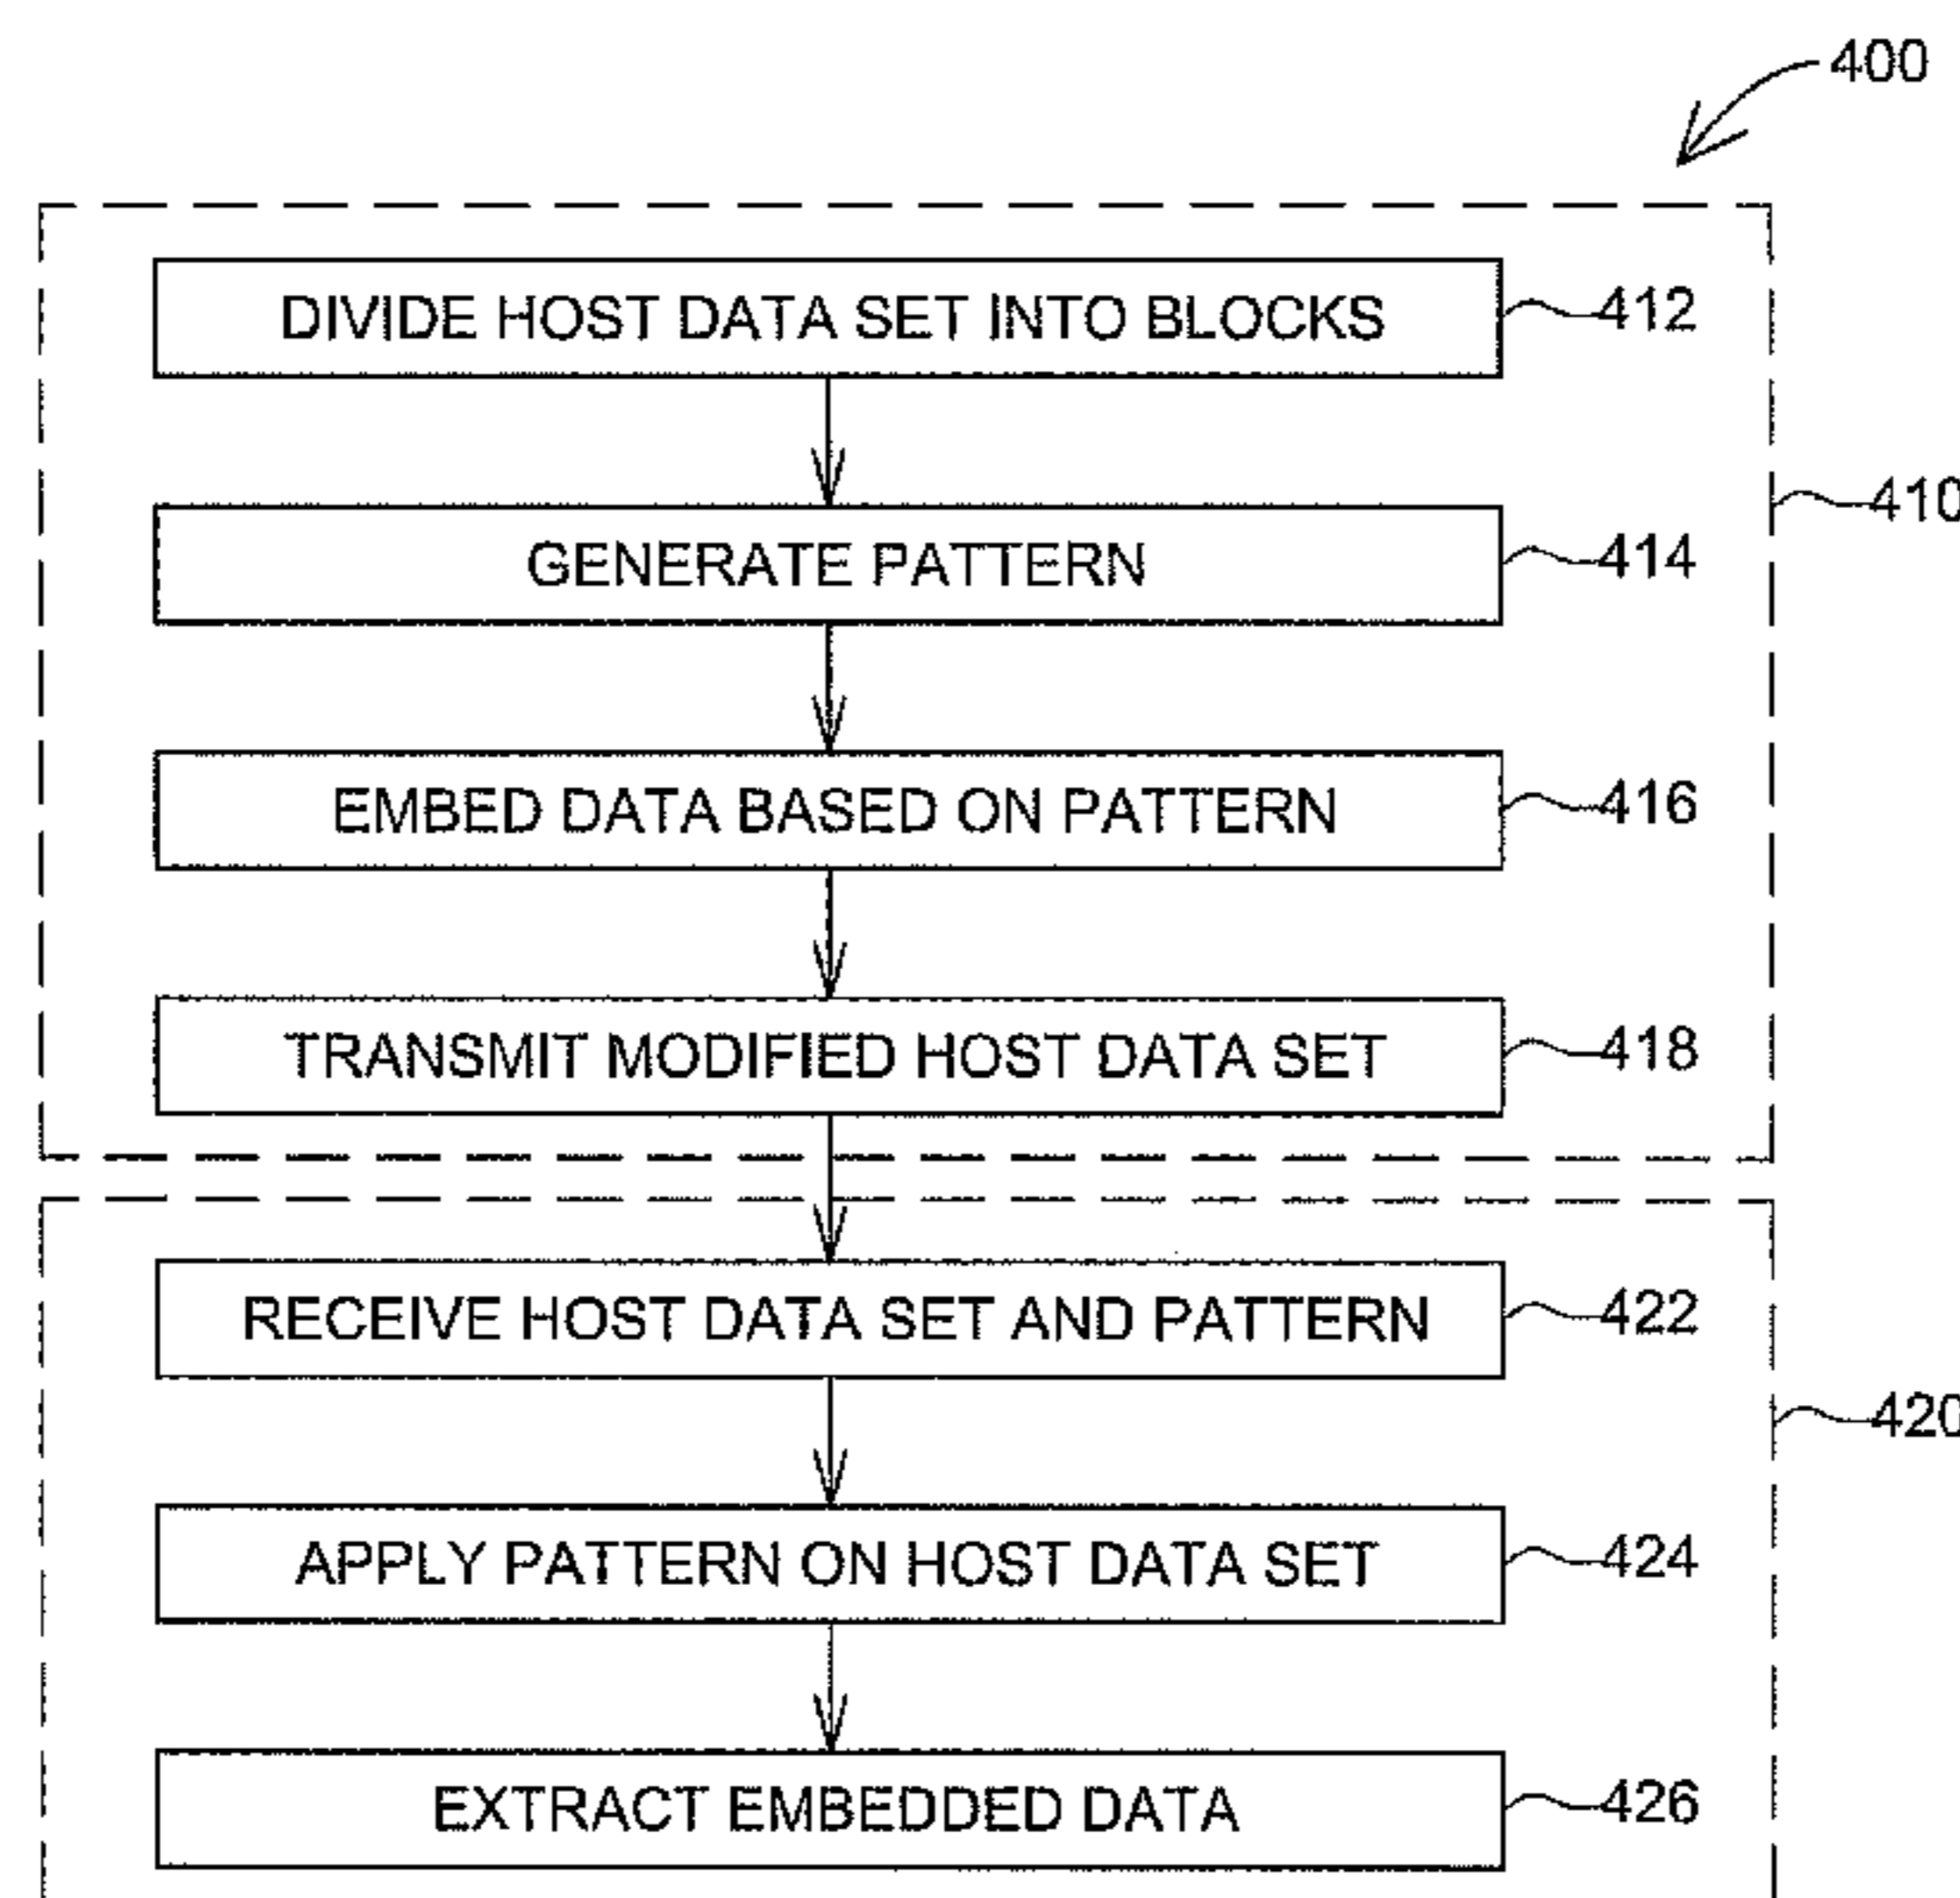 400
DIVIDE HOST DATA SET INTO BLOCKS
412
410
GENERATE PATTERN
414
EMBED DATA BASED ON PATTERN
416
TRANSMIT MODIFIED HOST DATA SET
418
RECEIVE HOST DATA SET AND PATTERN
422
420
APPLY PATTERN ON HOST DATA SET
424
EXTRACT EMBEDDED DATA
426